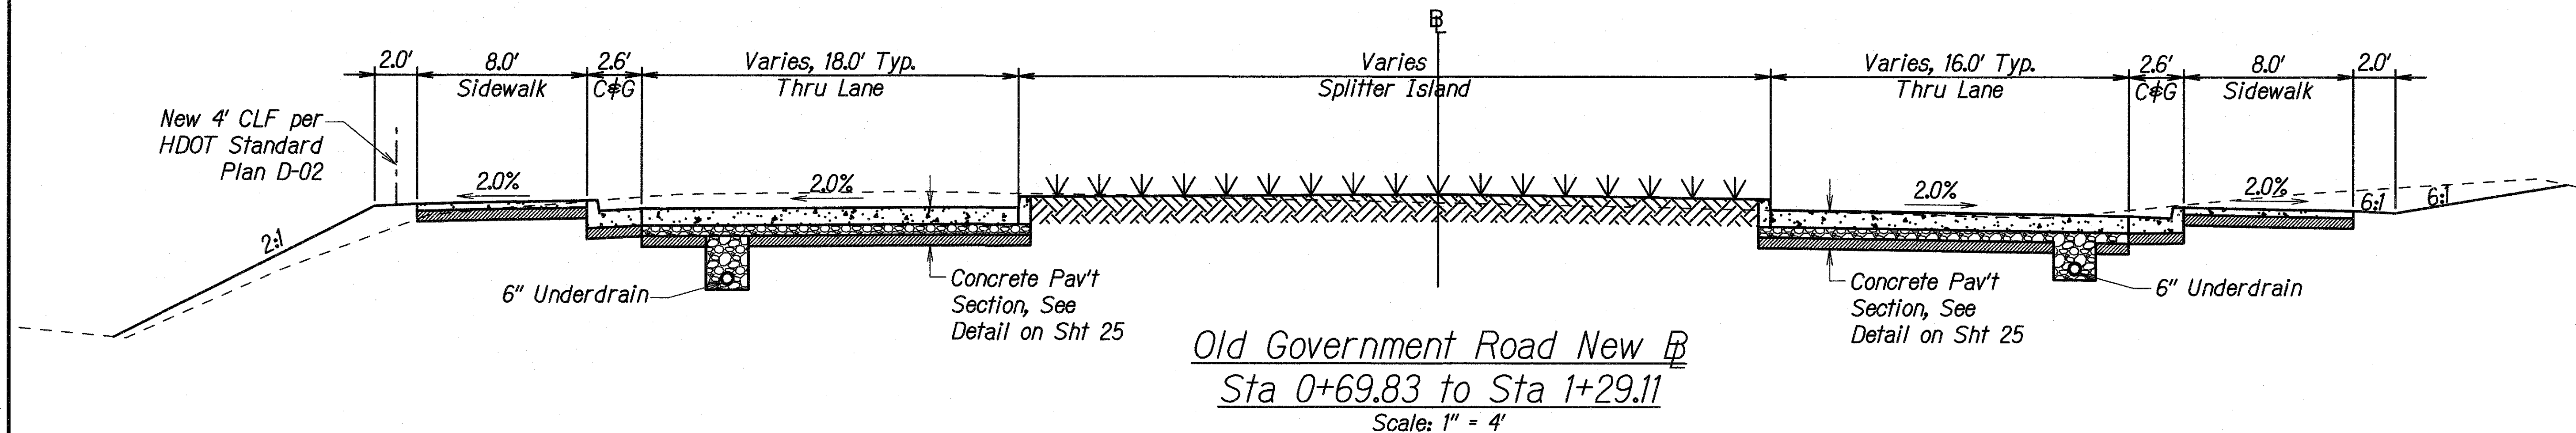 ℄
2.0'
8.0'
2.6'
Varies, 18.0' Typ.
Varies
Varies, 16.0' Typ.
2.6'
8.0'
2.0'
Sidewalk
C&G
Thru Lane
Splitter Island
Thru Lane
C&G
Sidewalk
New 4' CLF per
HDOT Standard
Plan D-02
2.0%
2.0%
2.0%
2.0%
6:1
6:1
2:1
6" Underdrain
Concrete Pav't
Section, See
Detail on Sht 25
Concrete Pav't
Section, See
Detail on Sht 25
6" Underdrain
Old Government Road New
Sta 0+69.83 to Sta 1+29.11
Scale: 1" = 4'